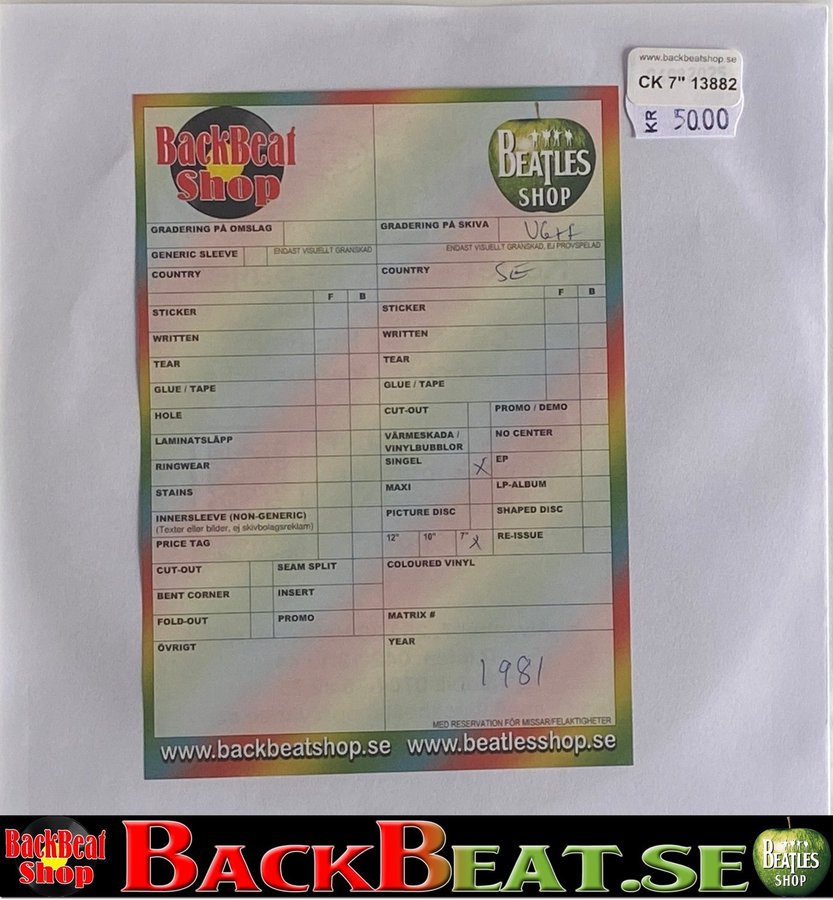 www.backbeatshop.se
CK 7" 13882
KR 50.00
BackBeat
Shop
BEATLES
SHOP
GRADERING PÅ OMSLAG
GRADERING PÅ SKIVA VG++
GENERIC SLEEVE ENDAST VISUELLT GRANSKAD
ENDAST VISUELLT GRANSKAD, EJ PROVSPELAD
COUNTRY
COUNTRY SE
F B
F B
STICKER
STICKER
WRITTEN
WRITTEN
TEAR
TEAR
GLUE / TAPE
GLUE / TAPE
HOLE
CUT-OUT PROMO / DEMO
LAMINATSLÄPP
VÄRMESKADA / NO CENTER
VINYLBUBBLOR
RINGWEAR
SINGEL X EP
STAINS
MAXI LP-ALBUM
INNERSLEEVE (NON-GENERIC)
(Texter eller bilder, ej skivbolagsreklam)
PICTURE DISC SHAPED DISC
PRICE TAG
12" 10" 7" X RE-ISSUE
CUT-OUT SEAM SPLIT
COLOURED VINYL
BENT CORNER INSERT
FOLD-OUT PROMO
MATRIX #
ÖVRIGT
YEAR
1981
MED RESERVATION FÖR MISSAR/FELAKTIGHETER
www.backbeatshop.se www.beatlesshop.se
BackBeat
Shop
BACKBEAT.SE
BEATLES
SHOP